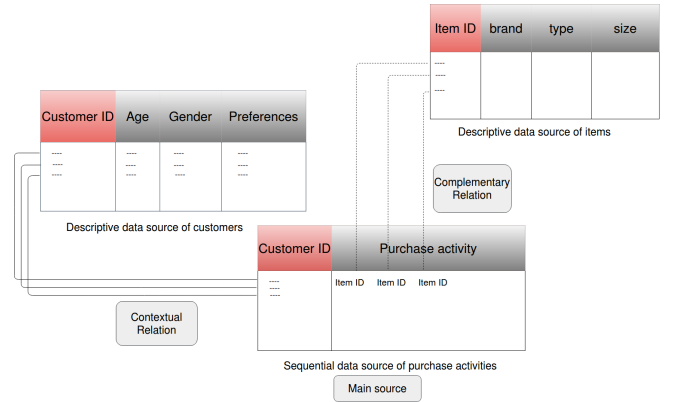 Item ID brand type size
----
----
----
Descriptive data source of items
Customer ID Age Gender Preferences
---- ---- ---- ----
---- ---- ---- ----
---- ---- ---- ----
Descriptive data source of customers
Complementary
Relation
Customer ID Purchase activity
---- Item ID Item ID Item ID
----
----
Contextual
Relation
Sequential data source of purchase activities
Main source